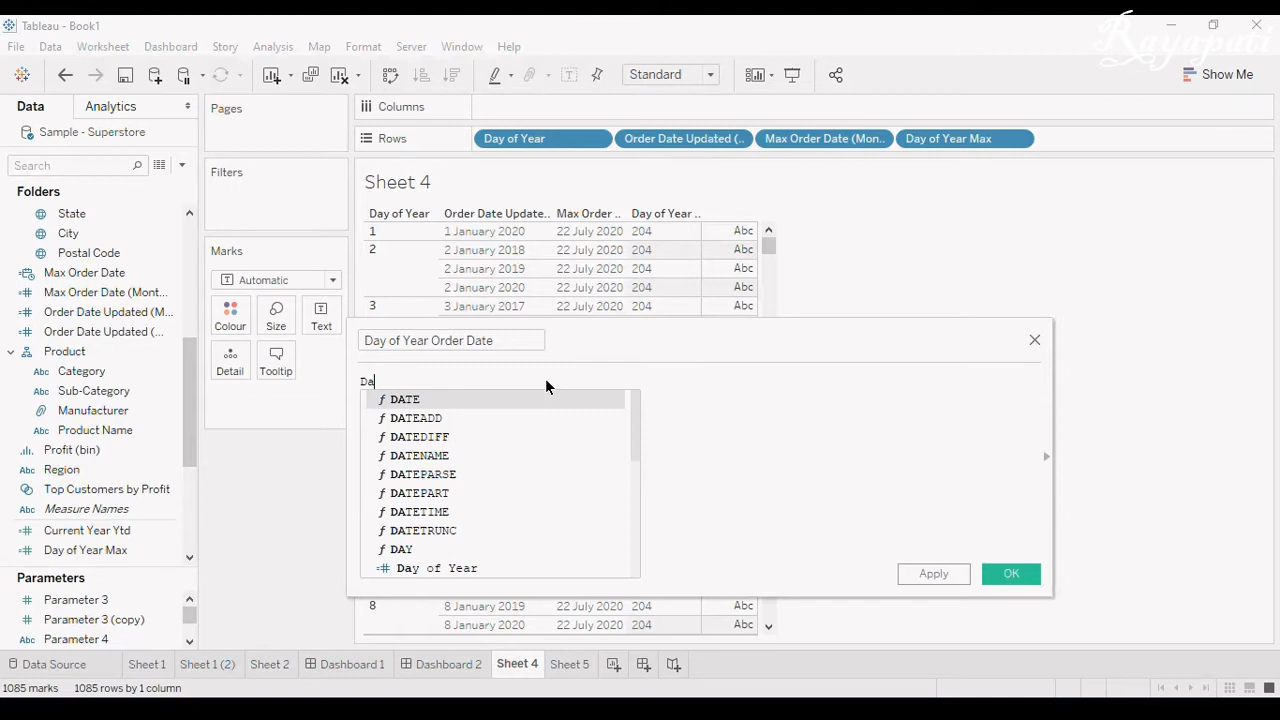 Tableau - Book1
Rayapati
File Data Worksheet Dashboard Story Analysis Map Format Server Window Help
Standard
Show Me
Data Analytics
Pages
Columns
Sample - Superstore
Rows
Day of Year
Order Date Updated (..
Max Order Date (Mon..
Day of Year Max
Search
Filters
Folders
Sheet 4
State
Day of Year Order Date Update.. Max Order .. Day of Year ..
City
1 1 January 2020 22 July 2020 204 Abc
Postal Code
Marks
2 2 January 2018 22 July 2020 204 Abc
Max Order Date
Automatic
2 January 2019 22 July 2020 204 Abc
Max Order Date (Mont...
2 January 2020 22 July 2020 204 Abc
Order Date Updated (M...
3 3 January 2017 22 July 2020 204 Abc
Order Date Updated (...
Colour Size Text
Product
Day of Year Order Date
Category
Detail Tooltip
Da
Sub-Category
DATE
Manufacturer
DATEADD
Product Name
DATEDIFF
Profit (bin)
DATENAME
Region
DATEPARSE
Top Customers by Profit
DATEPART
Measure Names
DATETIME
Current Year Ytd
DATETRUNC
Day of Year Max
DAY
Day of Year
Apply OK
Parameters
Parameter 3
8 8 January 2019 22 July 2020 204 Abc
Parameter 3 (copy)
8 January 2020 22 July 2020 204 Abc
Parameter 4
Data Source Sheet 1 Sheet 1 (2) Sheet 2 Dashboard 1 Dashboard 2 Sheet 4 Sheet 5
1085 marks 1085 rows by 1 column